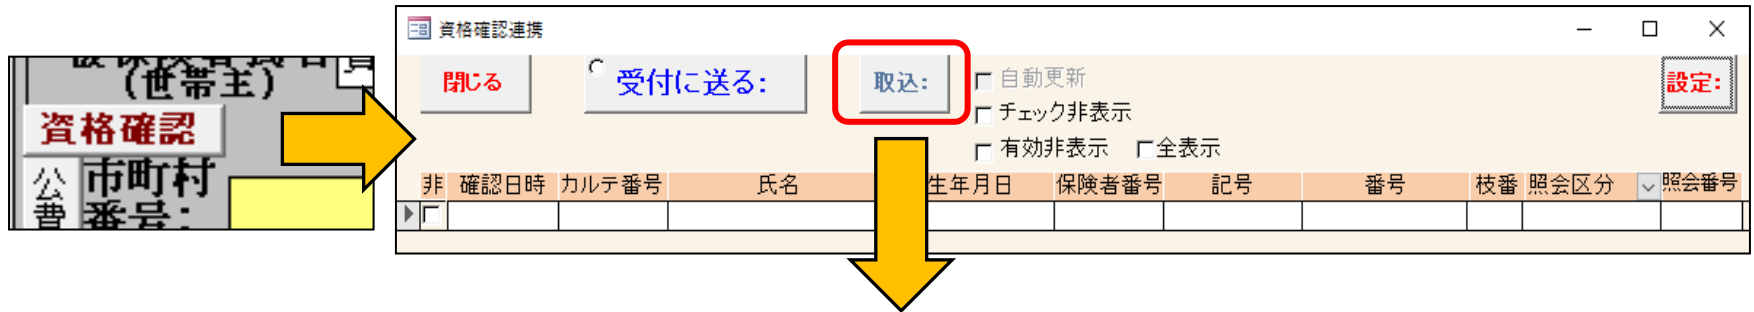 (世帯主)
資格確認
公
費
市町村
番号:
資格確認連携
閉じる
受付に送る:
取込:
自動更新
設定:
チェック非表示
有効非表示 全表示
非 確認日時 カルテ番号 氏名 生年月日 保険者番号 記号 番号 枝番 照会区分 照会番号